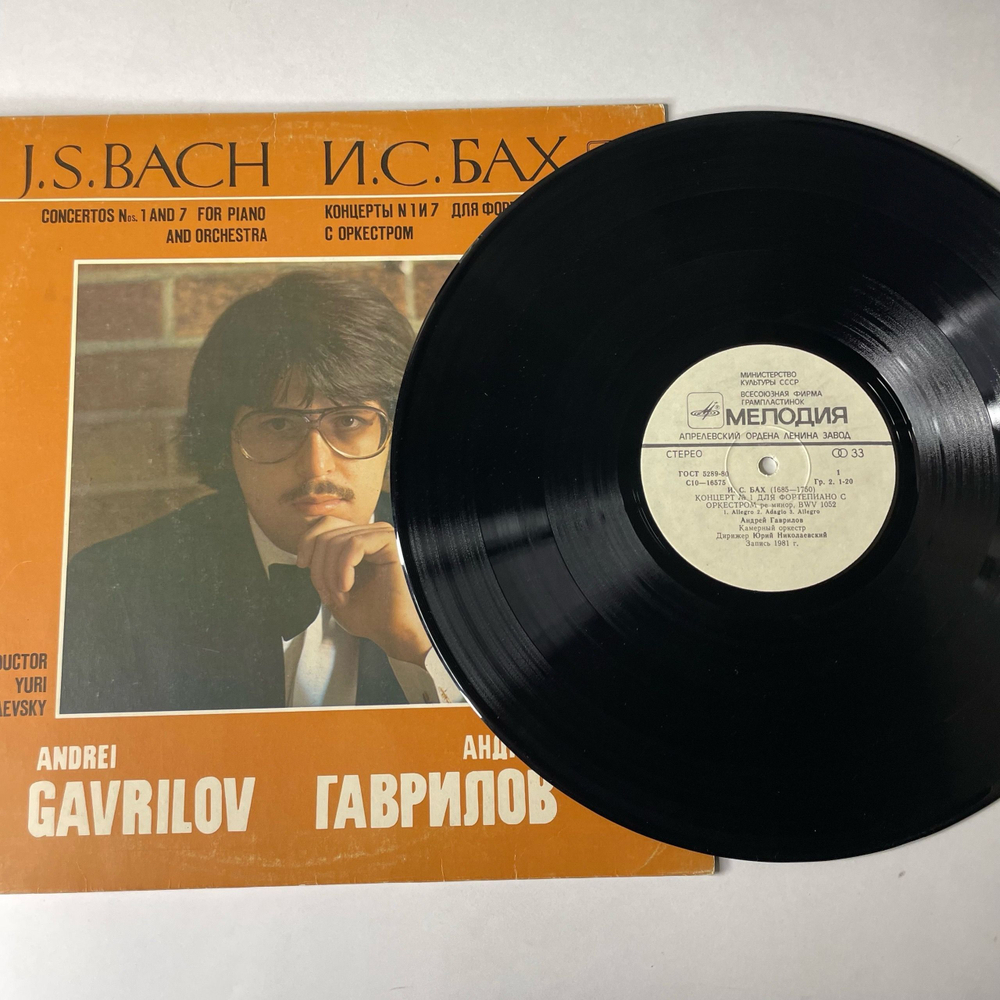 J.S.BACH
И.С.БАХ
CONCERTOS Nos. 1 AND 7 FOR PIANO
AND ORCHESTRA
КОНЦЕРТЫ N 1 И 7 ДЛЯ
С ОРКЕСТРОМ
YURI
ANDREI
GAVRILOV
ГАВРИЛОВ
МИНИСТЕРСТВО
КУЛЬТУРЫ СССР
ВСЕСОЮЗНАЯ ФИРМА
ГРАМПЛАСТИНОК
МЕЛОДИЯ
АПРЕЛЕВСКИЙ ОРДЕНА ЛЕНИНА ЗАВОД
СТЕРЕО
33
ГОСТ 5289-80
1
С10—16575
Гр. 2, 1-20
И. С. БАХ (1685—1750)
КОНЦЕРТ № 1 ДЛЯ ФОРТЕПИАНО С
ОРКЕСТРОМ, ре минор, BWV 1052
1. Allegro 2. Adagio 3. Allegro
Андрей Гаврилов
Камерный оркестр
Дирижер Юрий Николаевский
Запись 1981 г.